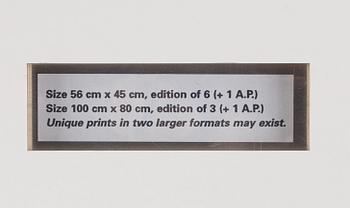 Size 56 cm x 45 cm, edition of 6 (+ 1 A.P.)
Size 100 cm x 80 cm, edition of 3 (+ 1 A.P.)
Unique prints in two larger formats may exist.